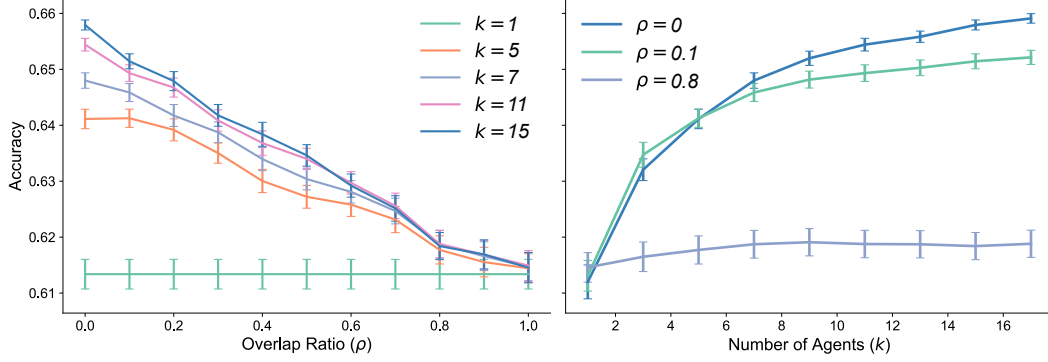 0.66
0.65
0.64
0.63
0.62
0.61
Accuracy
0.0
0.2
0.4
0.6
0.8
1.0
Overlap Ratio (ρ)
k = 1
k = 5
k = 7
k = 11
k = 15
ρ = 0
ρ = 0.1
ρ = 0.8
2
4
6
8
10
12
14
16
Number of Agents (k)